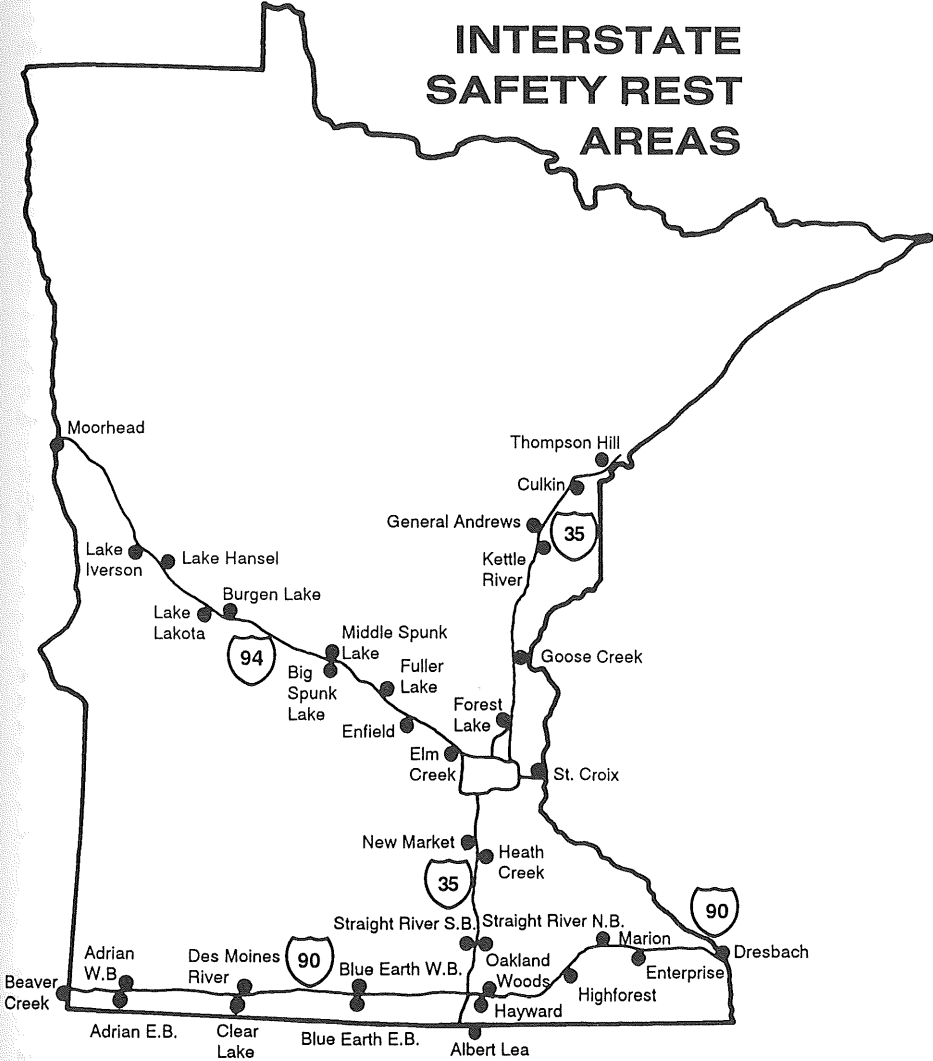 INTERSTATE
SAFETY REST
AREAS
Moorhead
Thompson Hill
Culkin
General Andrews
35
Kettle
River
Lake
Iverson
Lake Hansel
Burgen Lake
Lake
Lakota
94
Middle Spunk
Lake
Big
Spunk
Lake
Fuller
Lake
Goose Creek
Forest
Lake
Enfield
Elm
Creek
St. Croix
New Market
Heath
Creek
35
90
Straight River S.B.
Straight River N.B.
Marion
Dresbach
Enterprise
Adrian
W.B
Des Moines
River
90
Blue Earth W.B.
Oakland
Woods
Highforest
Beaver
Creek
Hayward
Adrian E.B.
Clear
Lake
Blue Earth E.B.
Albert Lea